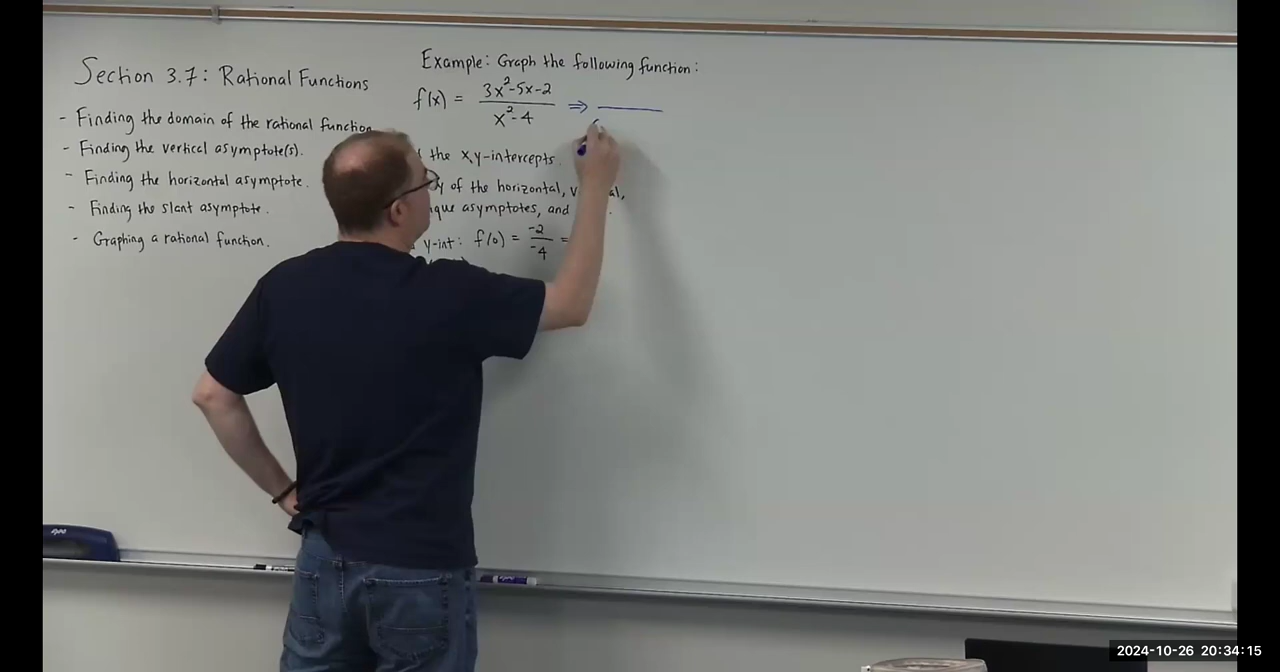 Section 3.7: Rational Functions
- Finding the domain of the rational function
- Finding the vertical asymptote(s).
- Finding the horizontal asymptote.
- Finding the slant asymptote.
- Graphing a rational function.
Example: Graph the following function:
f(x) = (3x²-5x-2)/(x²-4) ⇒
the x,y-intercepts.
of the horizontal,
asymptotes, and
y-int: f(0) = -2/-4 =
expo
2024-10-26 20:34:15